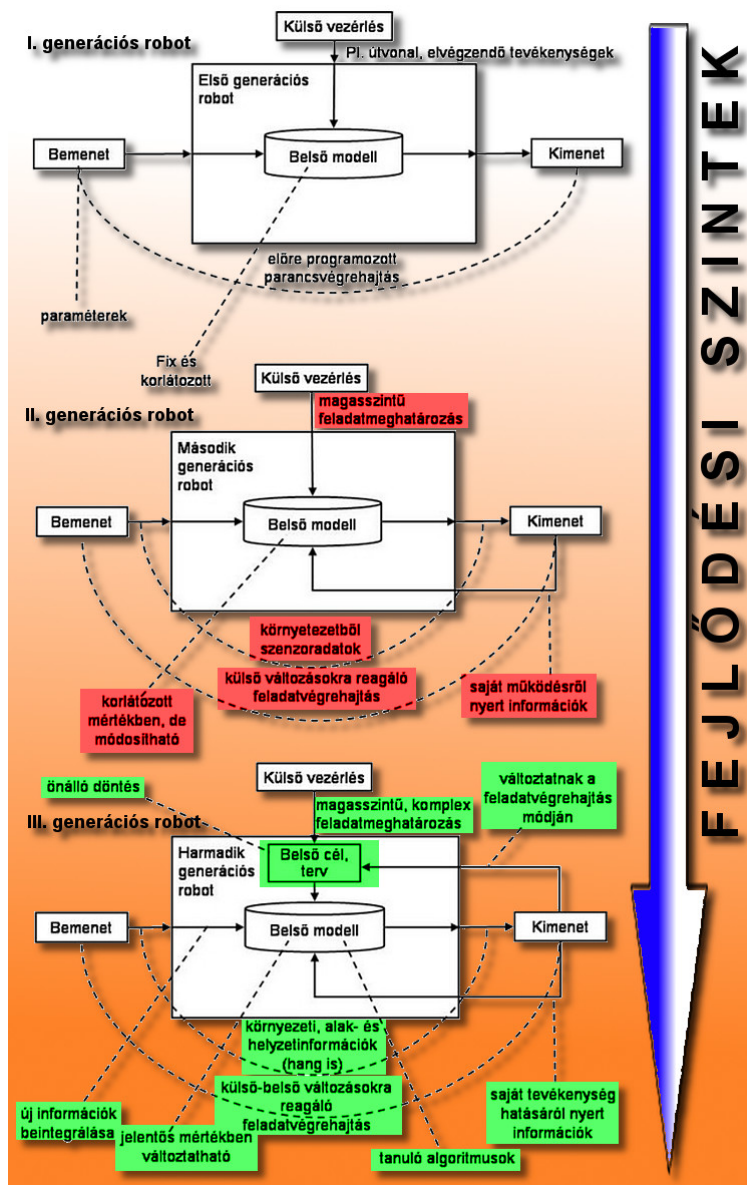 Külső vezérlés
I. generációs robot
Pl. útvonal, elvégzendő tevékenységek
Első generációs
robot
Bemenet
Belső modell
Kimenet
előre programozott
parancsvégrehajtás
paraméterek
Fix és
korlátozott
Külső vezérlés
magasszintű
feladatmeghatározás
II. generációs robot
Második
generációs
robot
Bemenet
Belső modell
Kimenet
környetezetből
szenzoradatok
külső változásokra reagáló
feladatvégrehajtás
saját működésről
nyert információk
korlátozott
mértékben, de
módosítható
Külső vezérlés
önálló döntés
változtatnak a
feladatvégrehajtás
módján
magasszintű, komplex
feladatmeghatározás
III. generációs robot
Harmadik
generációs
robot
Belső cél,
terv
Bemenet
Belső modell
Kimenet
környezeti, alak- és
helyzetinformációk
(hang is)
külső-belső változásokra
reagáló
feladatvégrehajtás
új információk
beintegrálása
jelentős mértékben
változtatható
tanuló algoritmusok
saját tevékenység
hatásáról nyert
információk
FEJLŐDÉSI SZINTEK